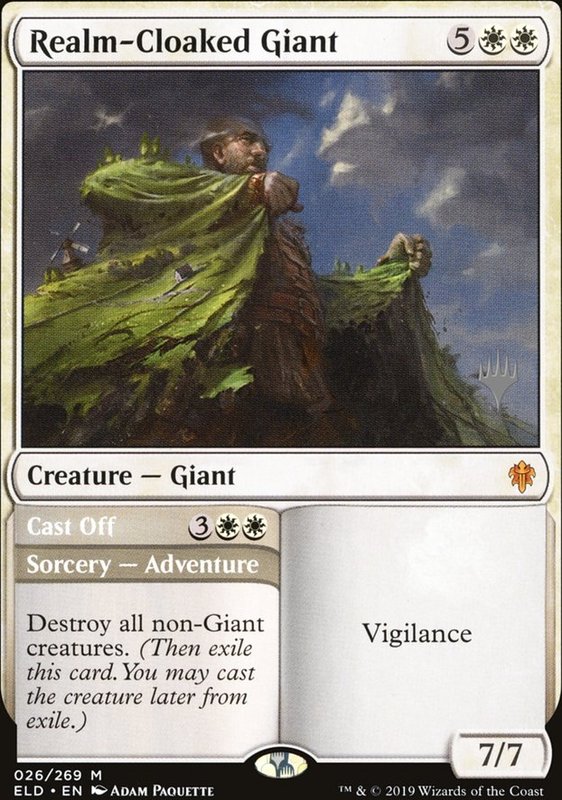 Realm-Cloaked Giant 5
Creature — Giant
Cast Off 3
Sorcery — Adventure
Destroy all non-Giant
creatures. (Then exile
this card. You may cast
the creature later from
exile.)
Vigilance
7/7
026/269 M
ELD • EN Adam Paquette
™ & © 2019 Wizards of the Coast